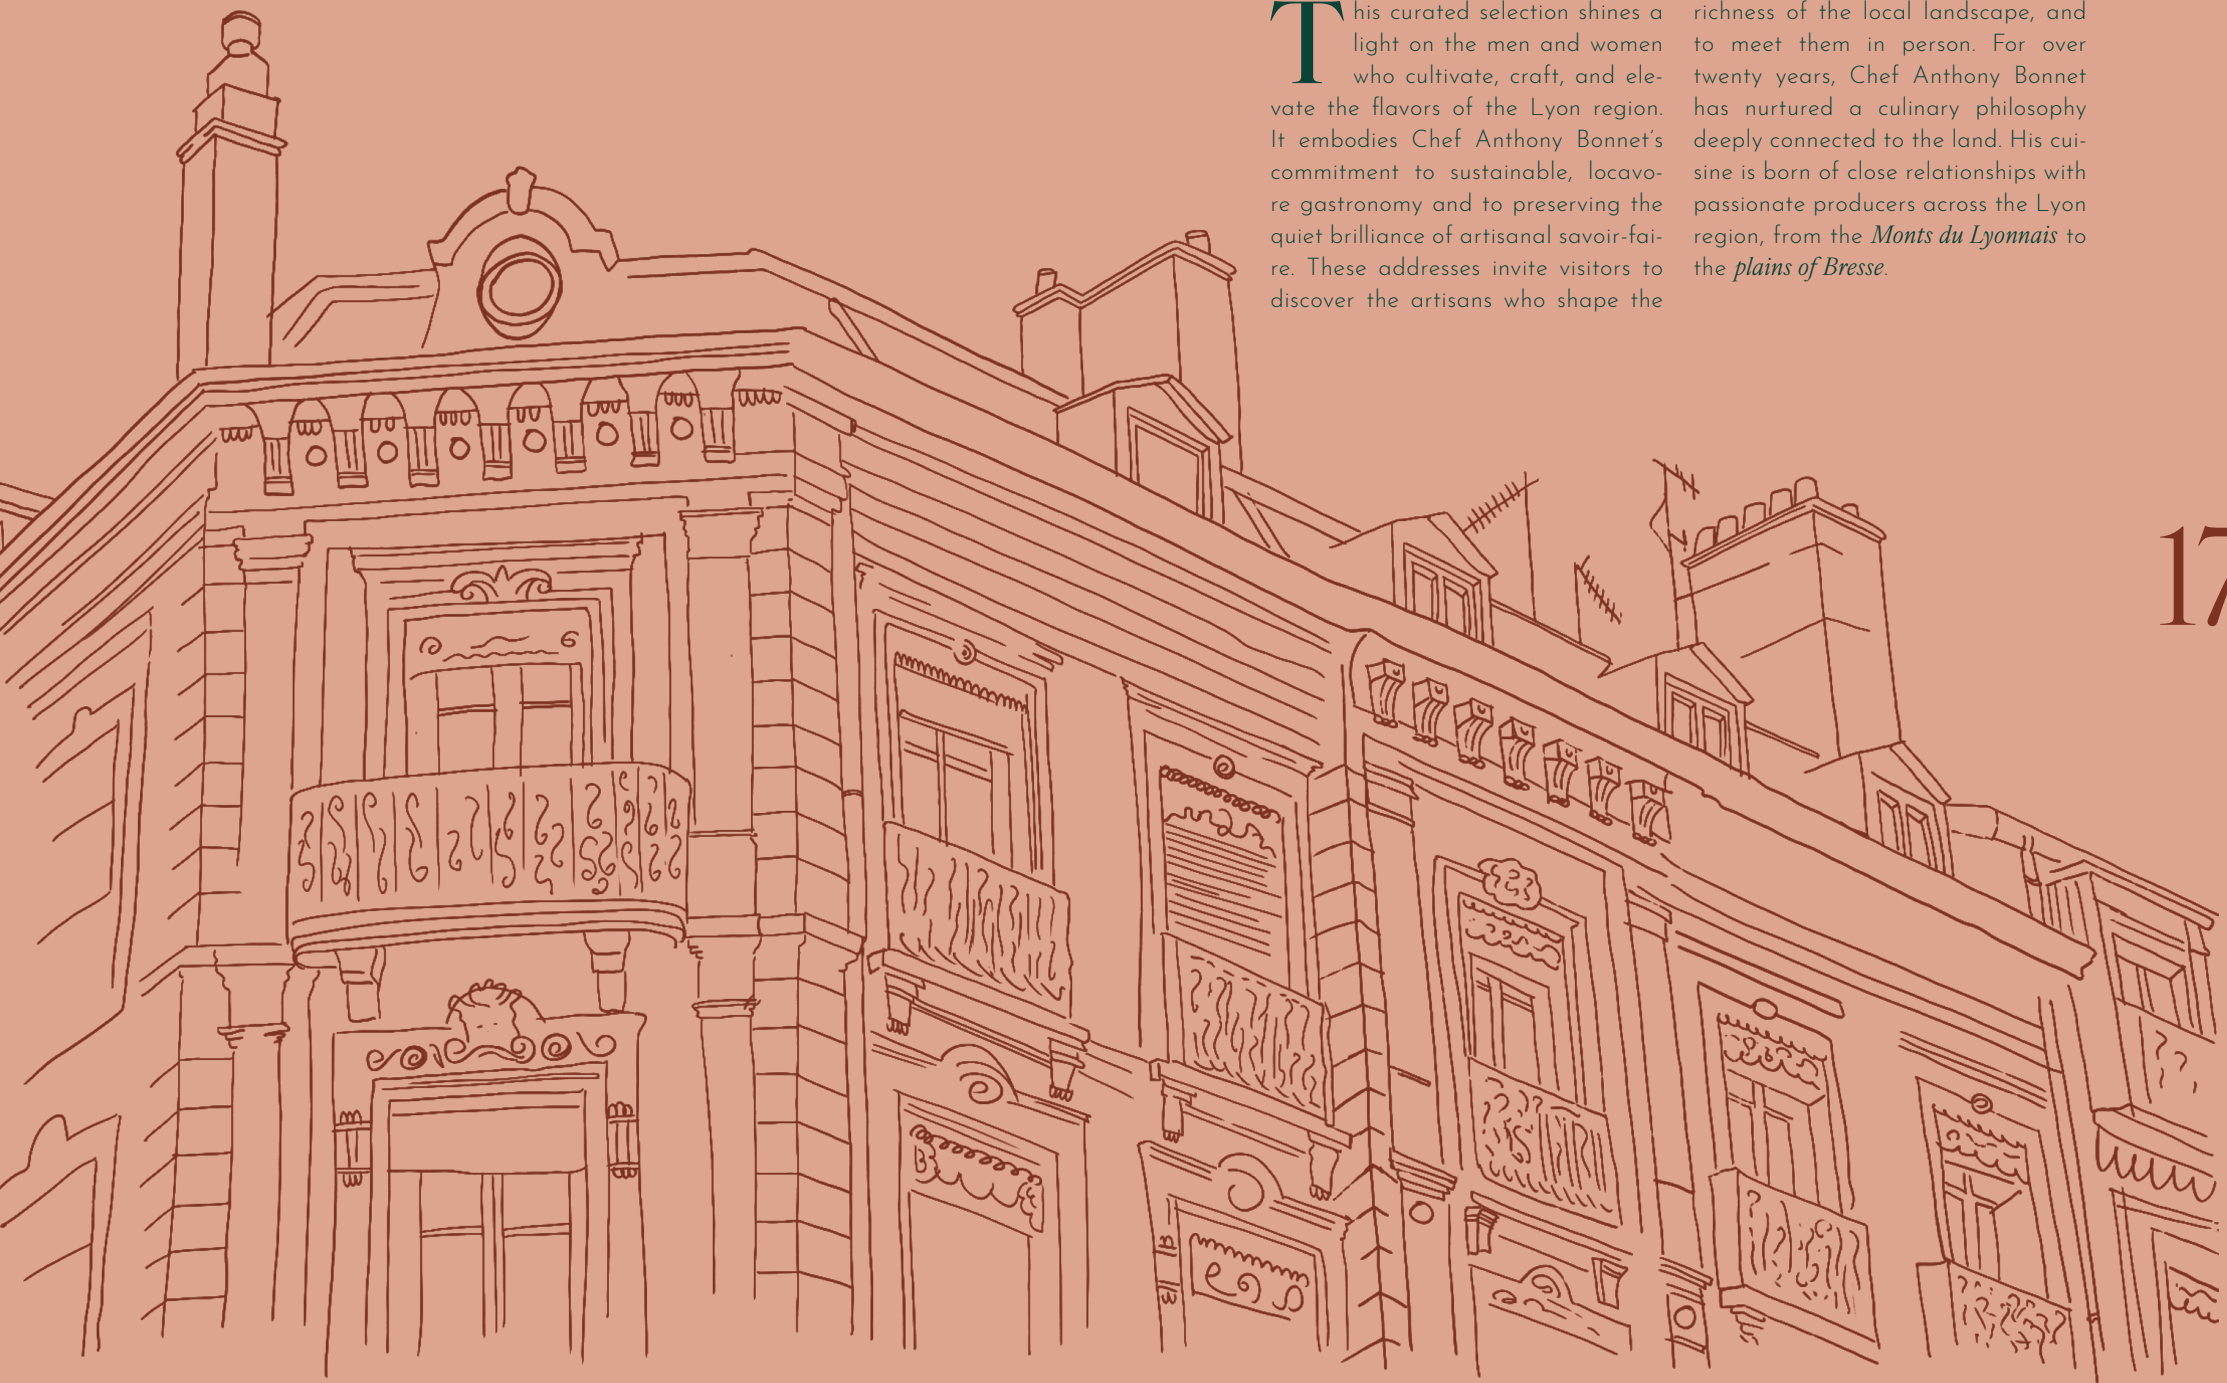 This curated selection shines a
light on the men and women
who cultivate, craft, and ele-
vate the flavors of the Lyon region.
It embodies Chef Anthony Bonnet's
commitment to sustainable, locavo-
re gastronomy and to preserving the
quiet brilliance of artisanal savoir-fai-
re. These addresses invite visitors to
discover the artisans who shape the
richness of the local landscape, and
to meet them in person. For over
twenty years, Chef Anthony Bonnet
has nurtured a culinary philosophy
deeply connected to the land. His cui-
sine is born of close relationships with
passionate producers across the Lyon
region, from the Monts du Lyonnais to
the plains of Bresse.
17